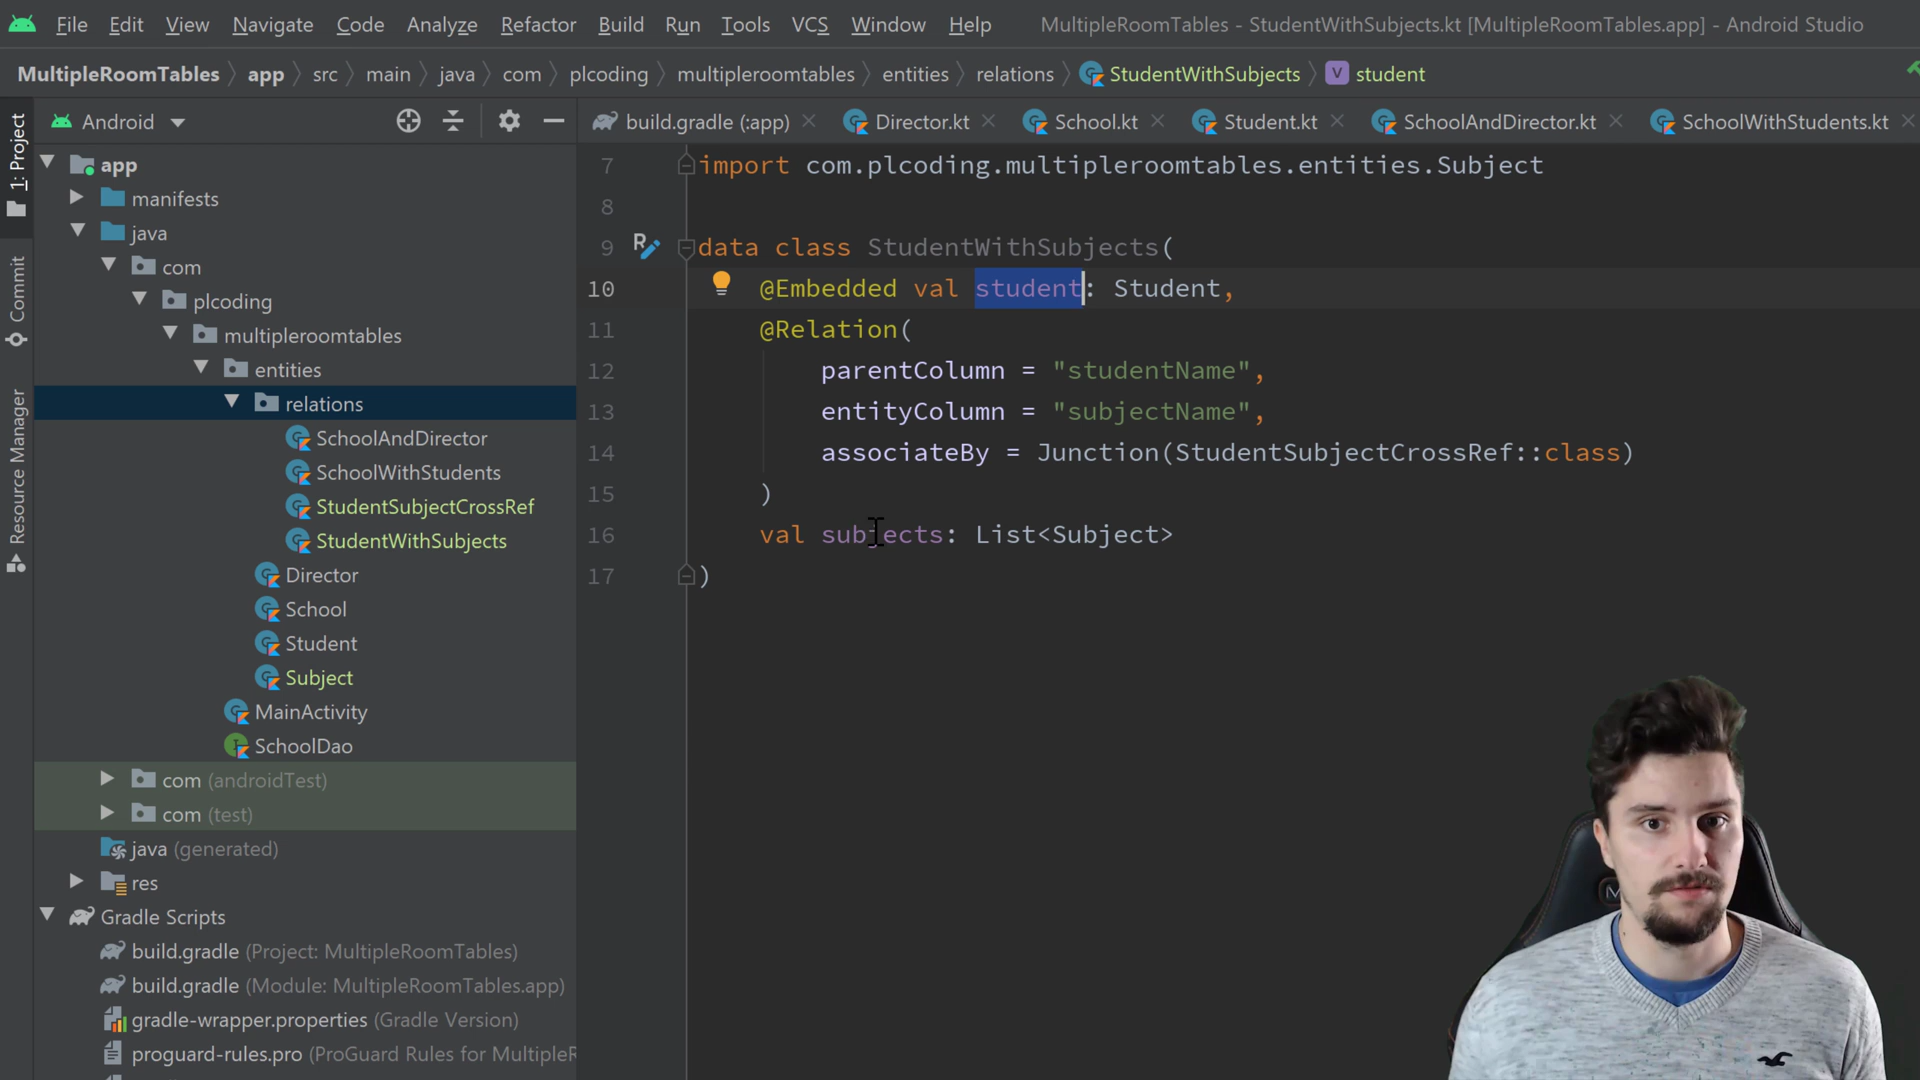 File Edit View Navigate Code Analyze Refactor Build Run Tools VCS Window Help MultipleRoomTables - StudentWithSubjects.kt [MultipleRoomTables.app] - Android Studio
MultipleRoomTables app src main java com plcoding multipleroomtables entities relations StudentWithSubjects V student
1: Project
Commit
Resource Manager
Android
build.gradle (:app) Director.kt School.kt Student.kt SchoolAndDirector.kt SchoolWithStudents.kt
app
manifests
java
com
plcoding
multipleroomtables
entities
relations
SchoolAndDirector
SchoolWithStudents
StudentSubjectCrossRef
StudentWithSubjects
Director
School
Student
Subject
MainActivity
SchoolDao
com (androidTest)
com (test)
java (generated)
res
Gradle Scripts
build.gradle (Project: MultipleRoomTables)
build.gradle (Module: MultipleRoomTables.app)
gradle-wrapper.properties (Gradle Version)
proguard-rules.pro (ProGuard Rules for MultipleR
7 import com.plcoding.multipleroomtables.entities.Subject
8
9 data class StudentWithSubjects(
10 @Embedded val student: Student,
11 @Relation(
12 parentColumn = "studentName",
13 entityColumn = "subjectName",
14 associateBy = Junction(StudentSubjectCrossRef::class)
15 )
16 val subjects: List<Subject>
17 )